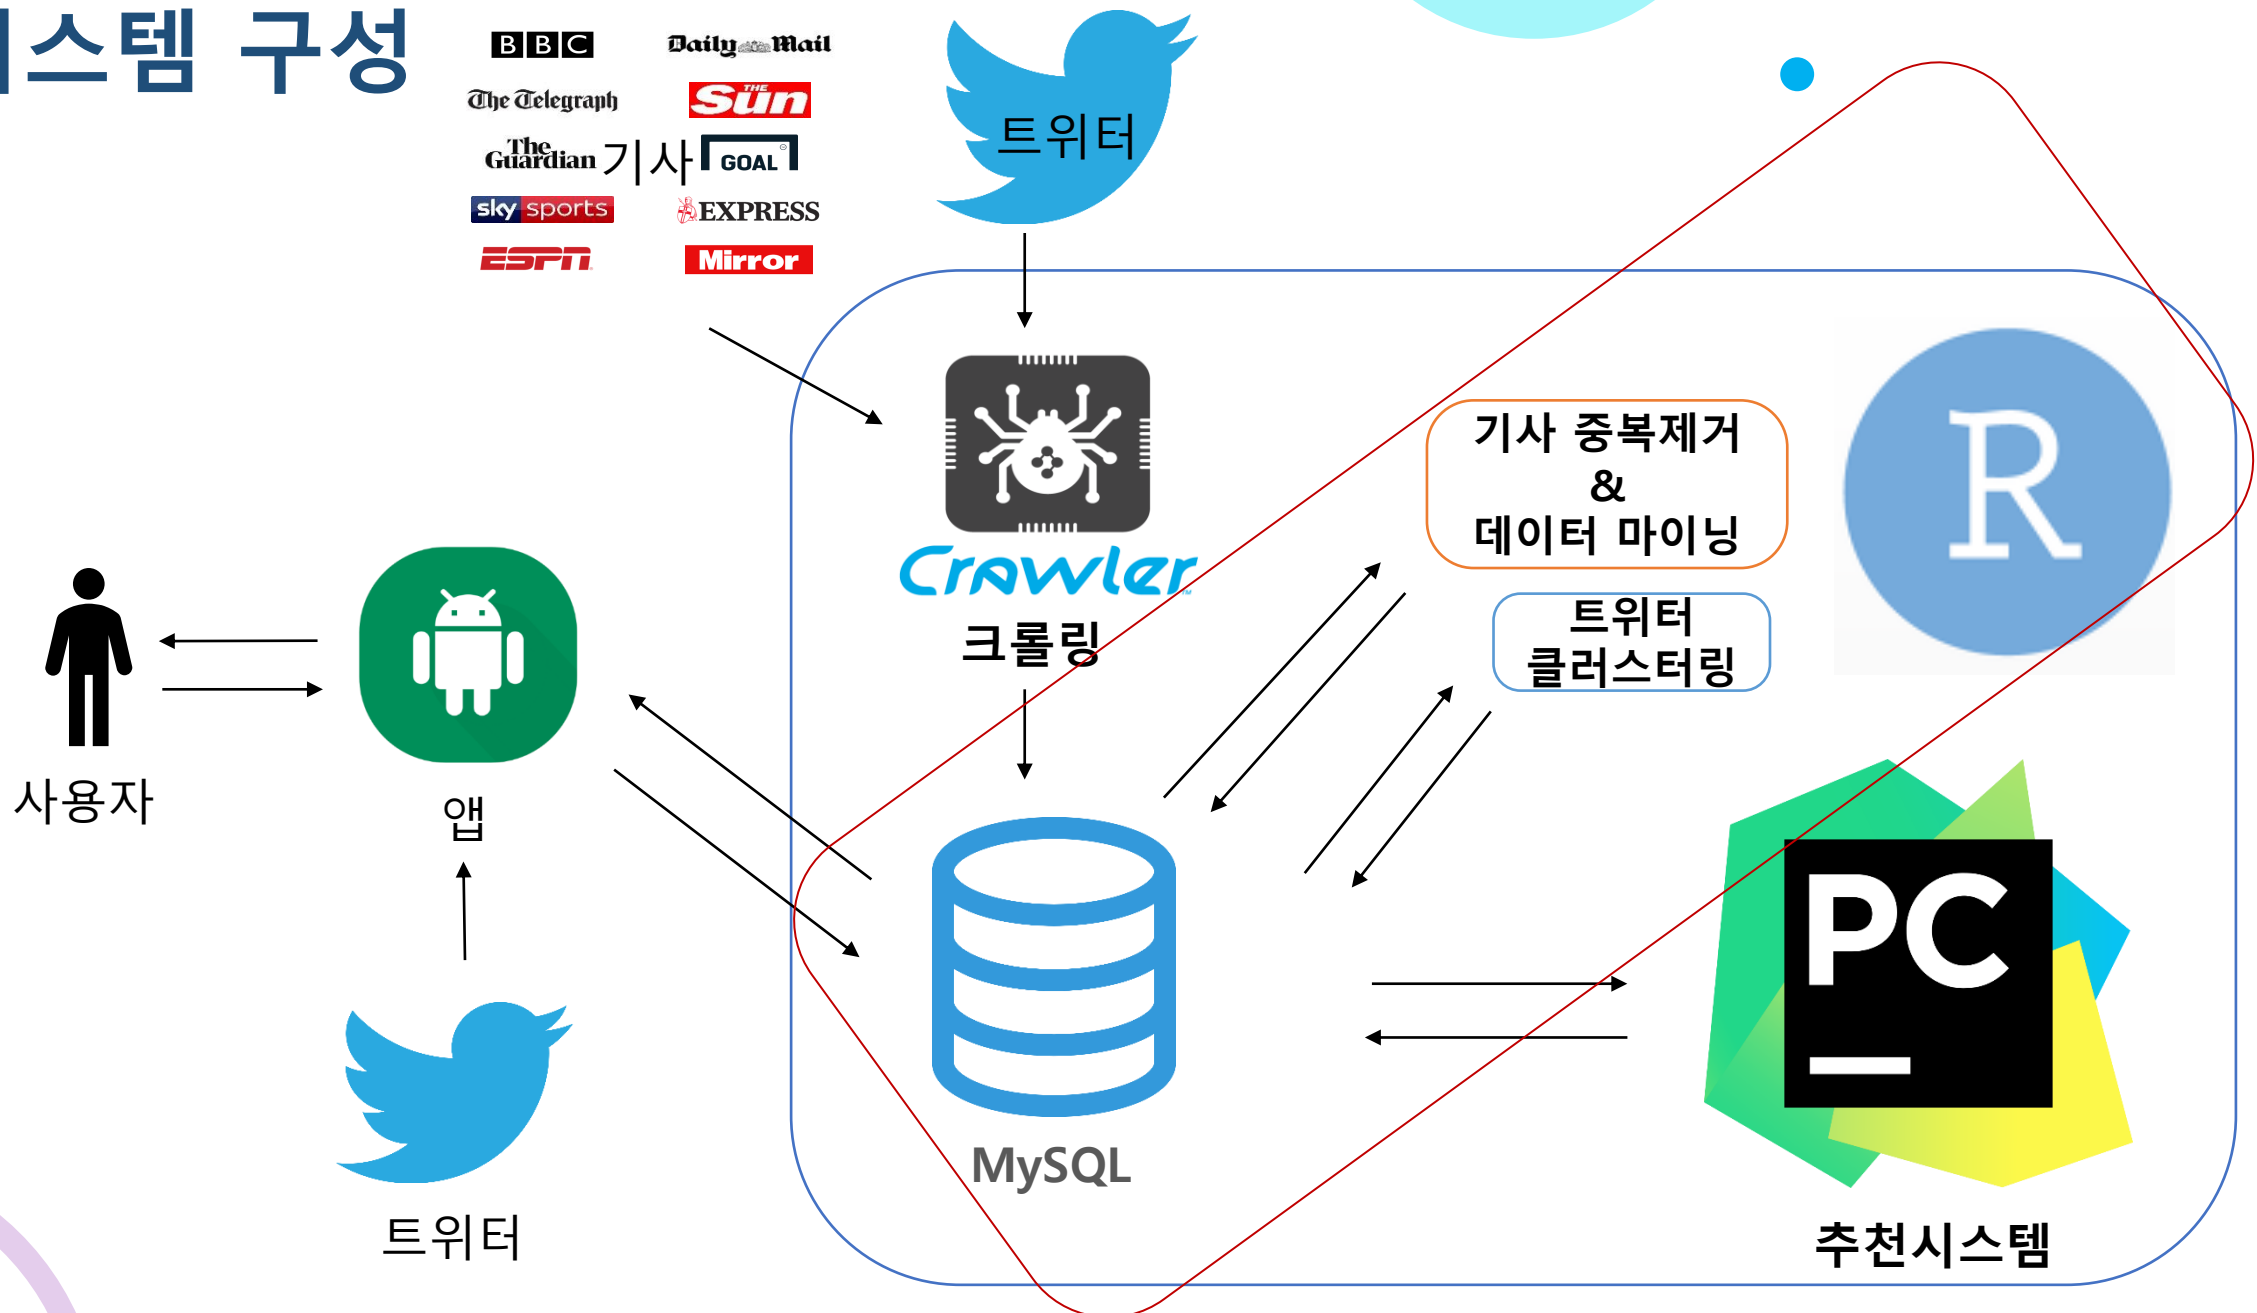 시스템 구성
BBC
Daily Mail
The Telegraph
THE Sun
The Guardian
기사
GOAL
sky sports
EXPRESS
ESPN
Mirror
트위터
Crawler
크롤링
기사 중복제거
&
데이터 마이닝
트위터
클러스터링
R
사용자
앱
트위터
MySQL
PC
추천시스템